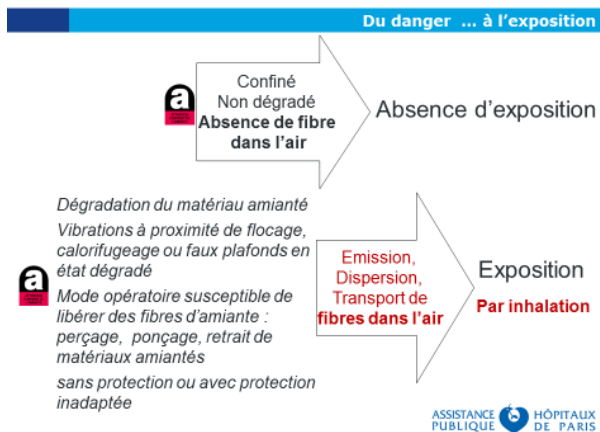 Du danger ... à l'exposition
a
Confiné
Non dégradé
Absence de fibre
dans l'air
Absence d'exposition
Dégradation du matériau amianté
Vibrations à proximité de flocage,
calorifugeage ou faux plafonds en
état dégradé
a
Mode opératoire susceptible de
libérer des fibres d'amiante :
perçage, ponçage, retrait de
matériaux amiantés
sans protection ou avec protection
inadaptée
Emission,
Dispersion,
Transport de
fibres dans l'air
Exposition
Par inhalation
ASSISTANCE
PUBLIQUE
HÔPITAUX
DE PARIS